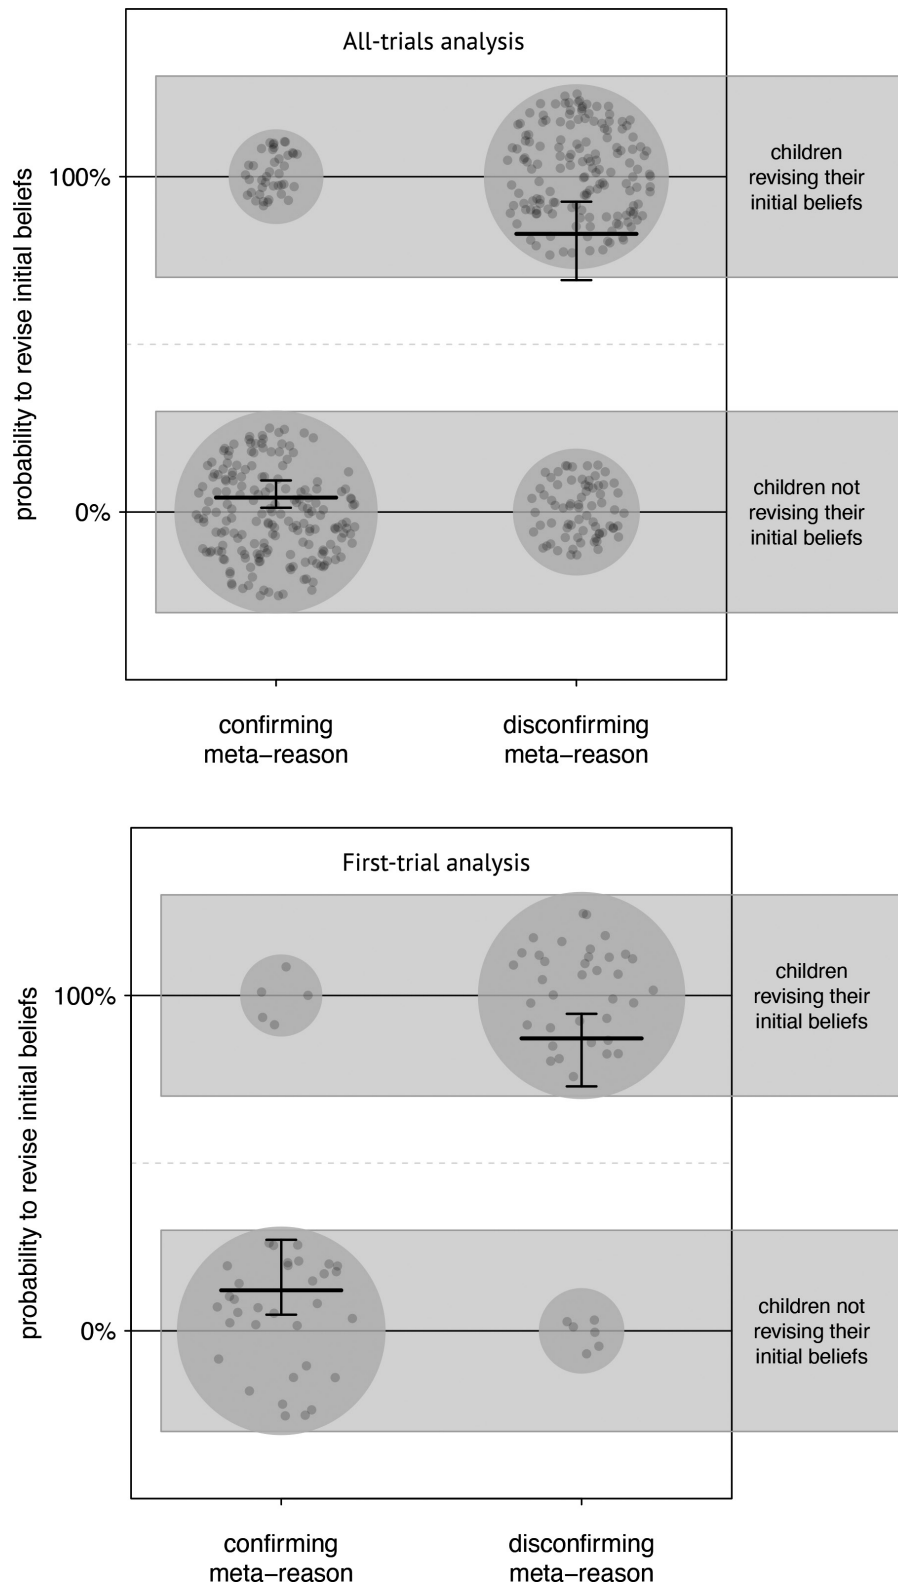 All-trials analysis
probability to revise initial beliefs
100%
children
revising their
initial beliefs
0%
children not
revising their
initial beliefs
confirming
meta−reason
disconfirming
meta−reason
First-trial analysis
probability to revise initial beliefs
100%
children
revising their
initial beliefs
0%
children not
revising their
initial beliefs
confirming
meta−reason
disconfirming
meta−reason